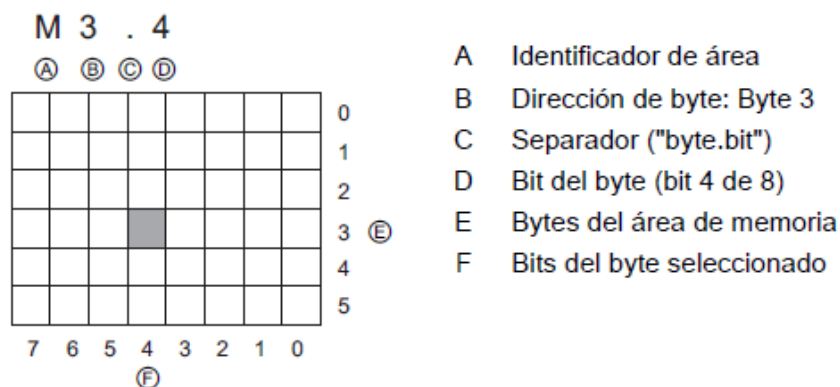 M 3 . 4
A B C D
A Identificador de área
B Dirección de byte: Byte 3
C Separador ("byte.bit")
D Bit del byte (bit 4 de 8)
E Bytes del área de memoria
F Bits del byte seleccionado
0
1
2
3 E
4
5
7 6 5 4 3 2 1 0
F